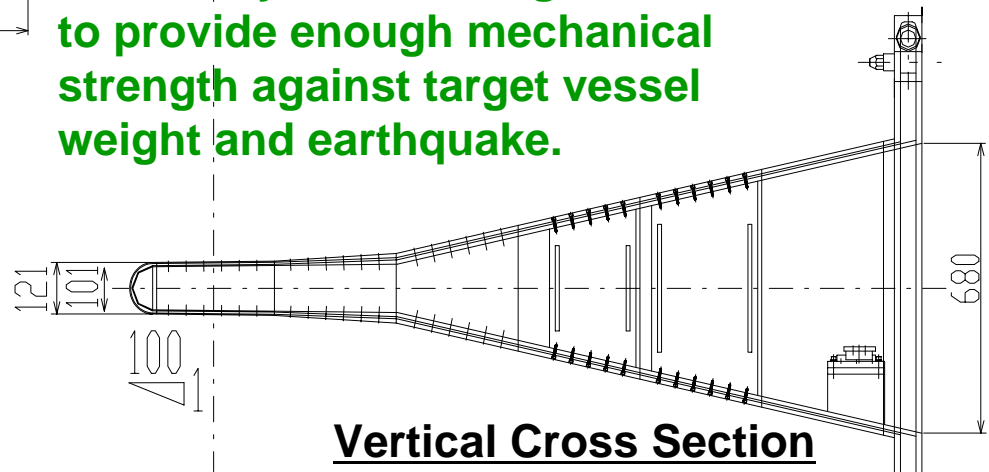 to provide enough mechanical
strength against target vessel
weight and earthquake.
121
101
680
100
1
Vertical Cross Section